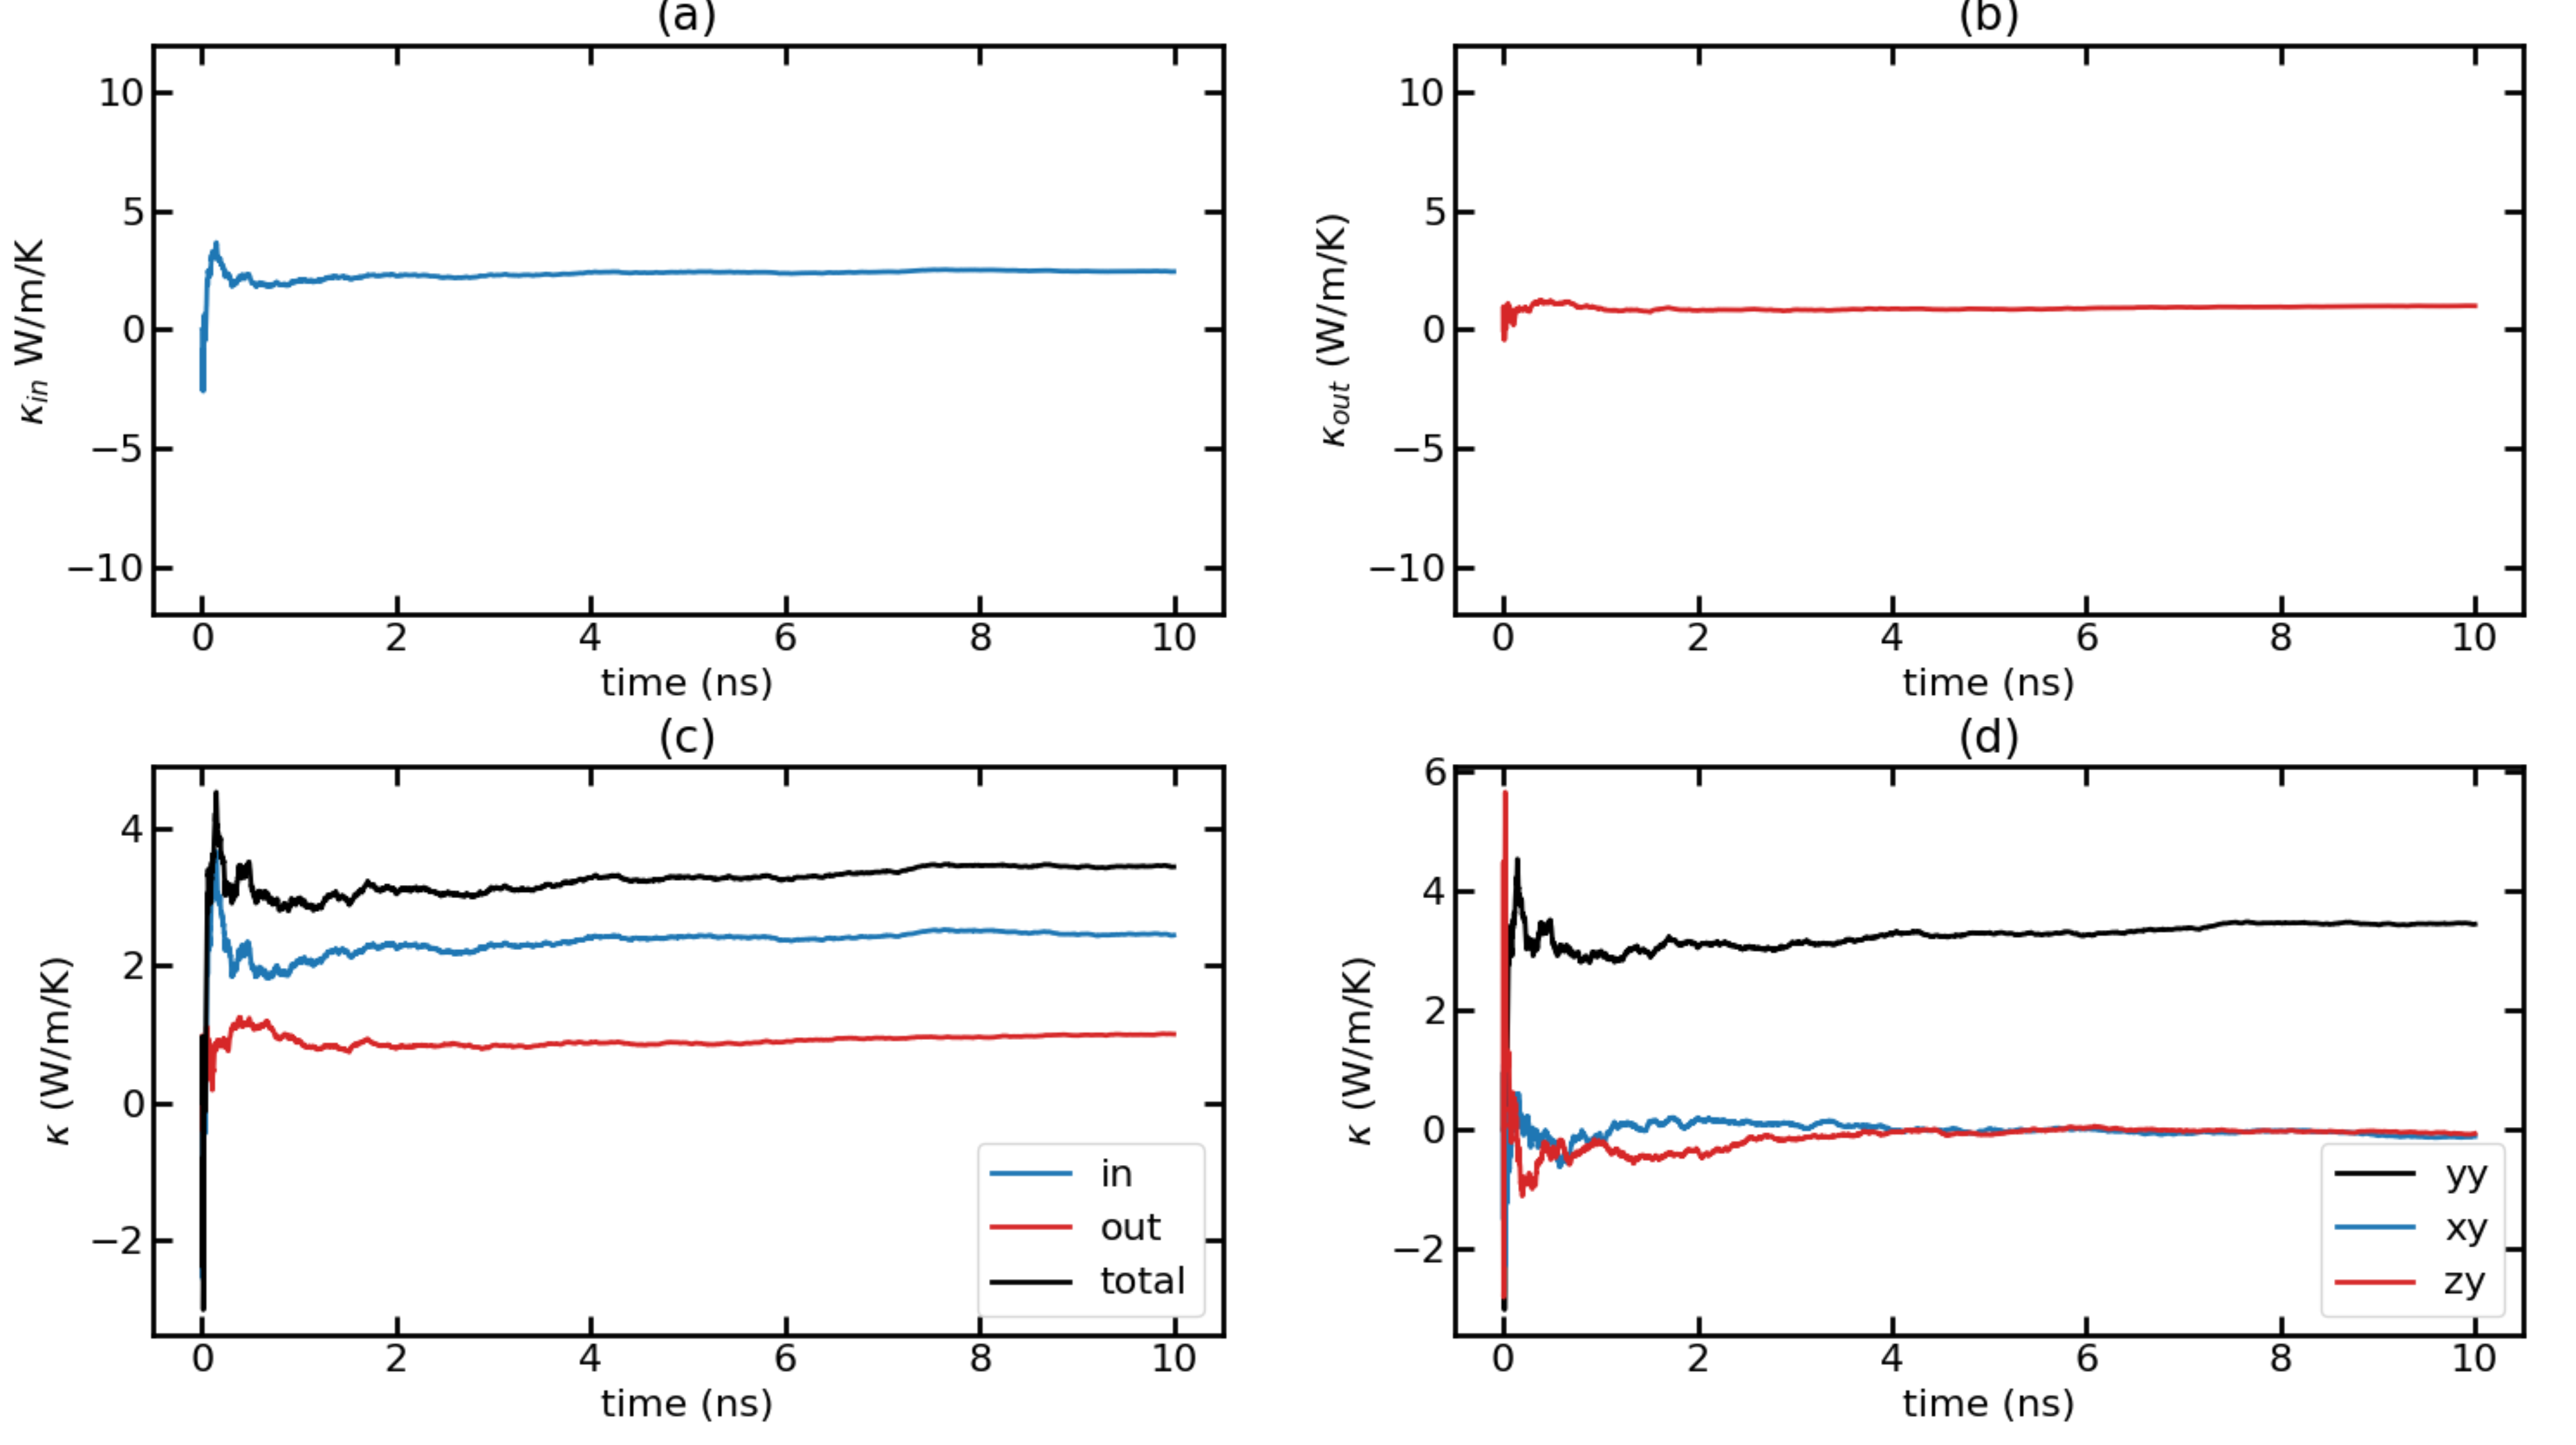 (a)
10
5
0
−5
−10
κin W/m/K
0 2 4 6 8 10
time (ns)
(b)
10
5
0
−5
−10
κout (W/m/K)
0 2 4 6 8 10
time (ns)
(c)
4
2
0
−2
κ (W/m/K)
in
out
total
0 2 4 6 8 10
time (ns)
(d)
6
4
2
0
−2
κ (W/m/K)
yy
xy
zy
0 2 4 6 8 10
time (ns)